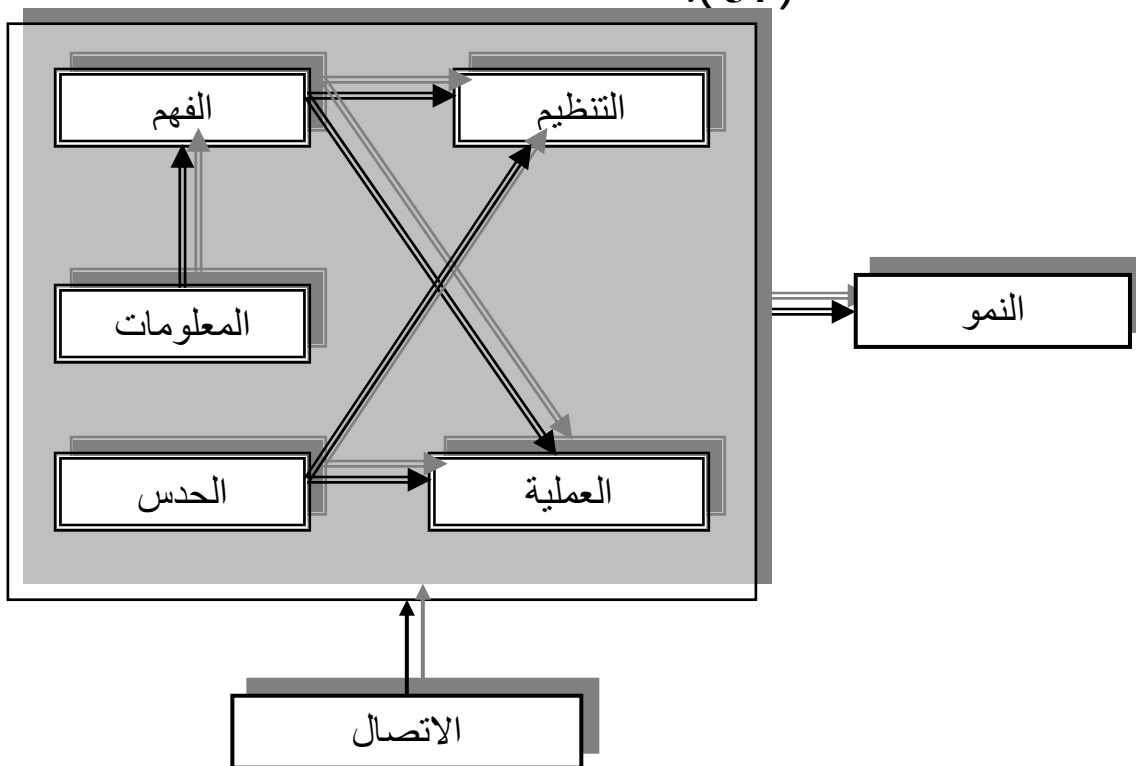 الفهم
التنظيم
المعلومات
النمو
الحدس
العملية
الاتصال